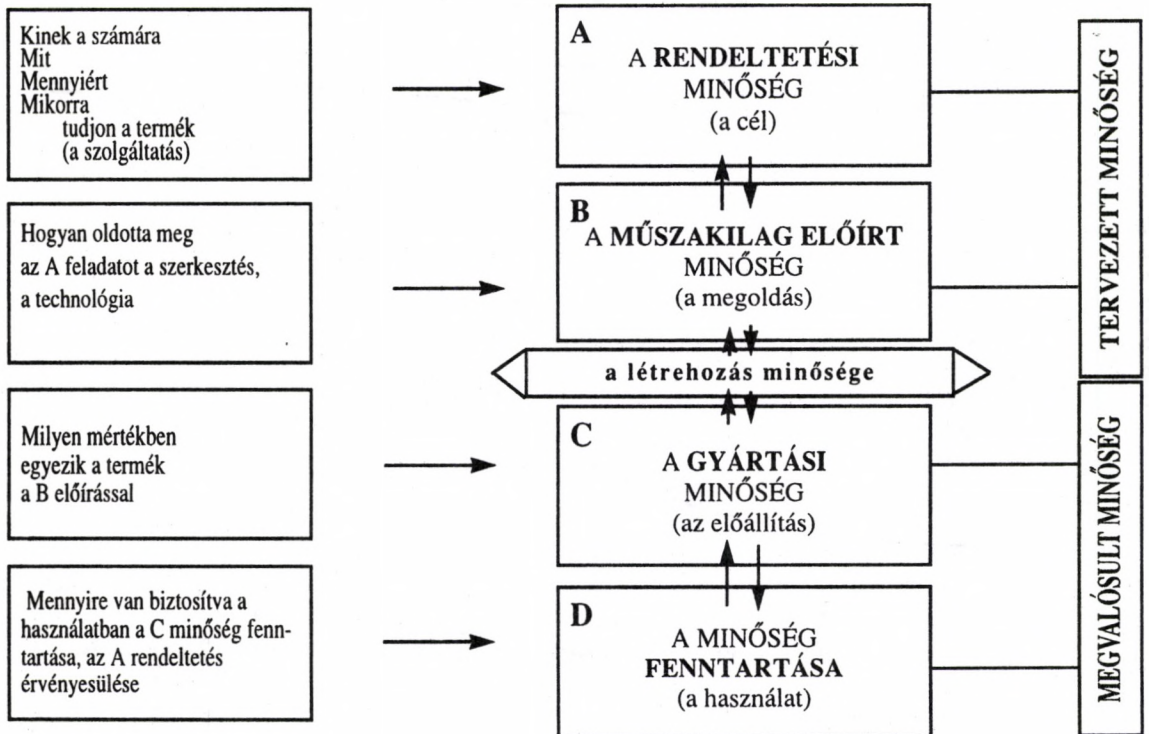 Kinek a számára
Mit
Mennyiért
Mikorra
tudjon a termék
(a szolgáltatás)
A
A RENDELTETÉSI
MINŐSÉG
(a cél)
Hogyan oldotta meg
az A feladatot a szerkesztés,
a technológia
B
A MŰSZAKILAG ELŐÍRT
MINŐSÉG
(a megoldás)
TERVEZETT MINŐSÉG
a létrehozás minősége
Milyen mértékben
egyezik a termék
a B előírással
C
A GYÁRTÁSI
MINŐSÉG
(az előállítás)
Mennyire van biztosítva a
használatban a C minőség fenn-
tartása, az A rendeltetés
érvényesülése
D
A MINŐSÉG
FENNTARTÁSA
(a használat)
MEGVALÓSULT MINŐSÉG